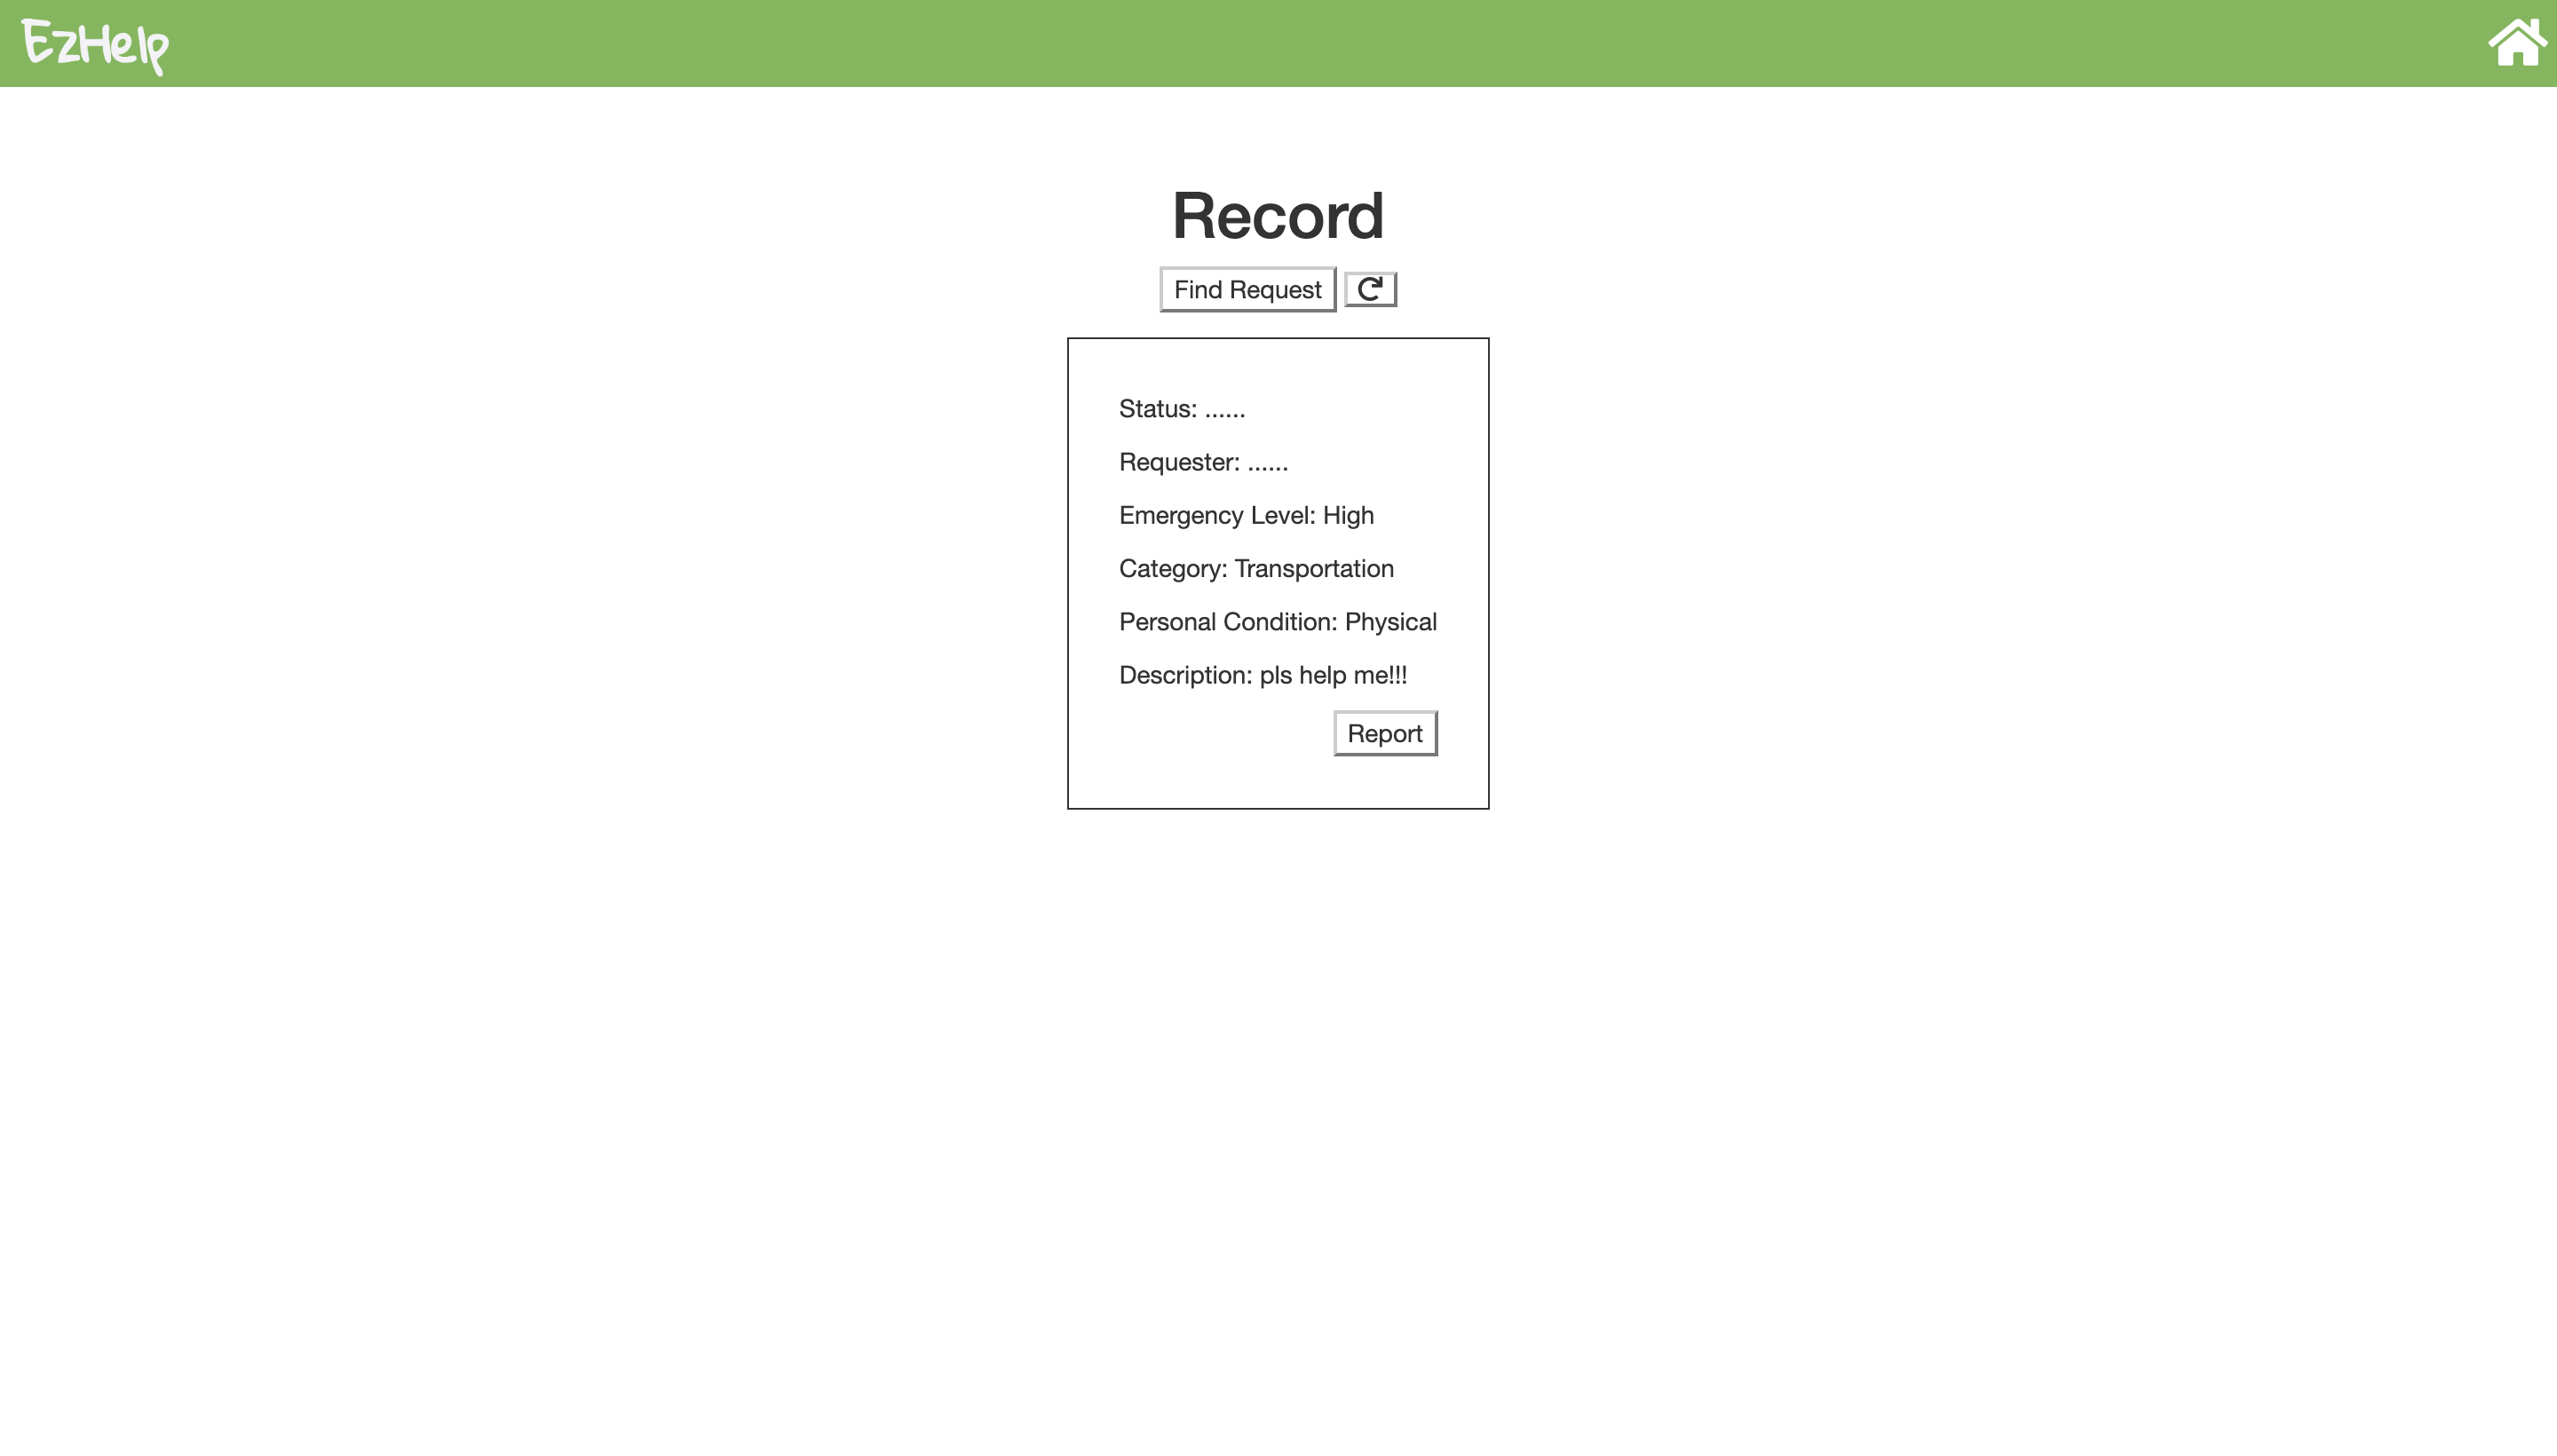 EzHelp
Record
Find Request
Status: ......
Requester: ......
Emergency Level: High
Category: Transportation
Personal Condition: Physical
Description: pls help me!!!
Report